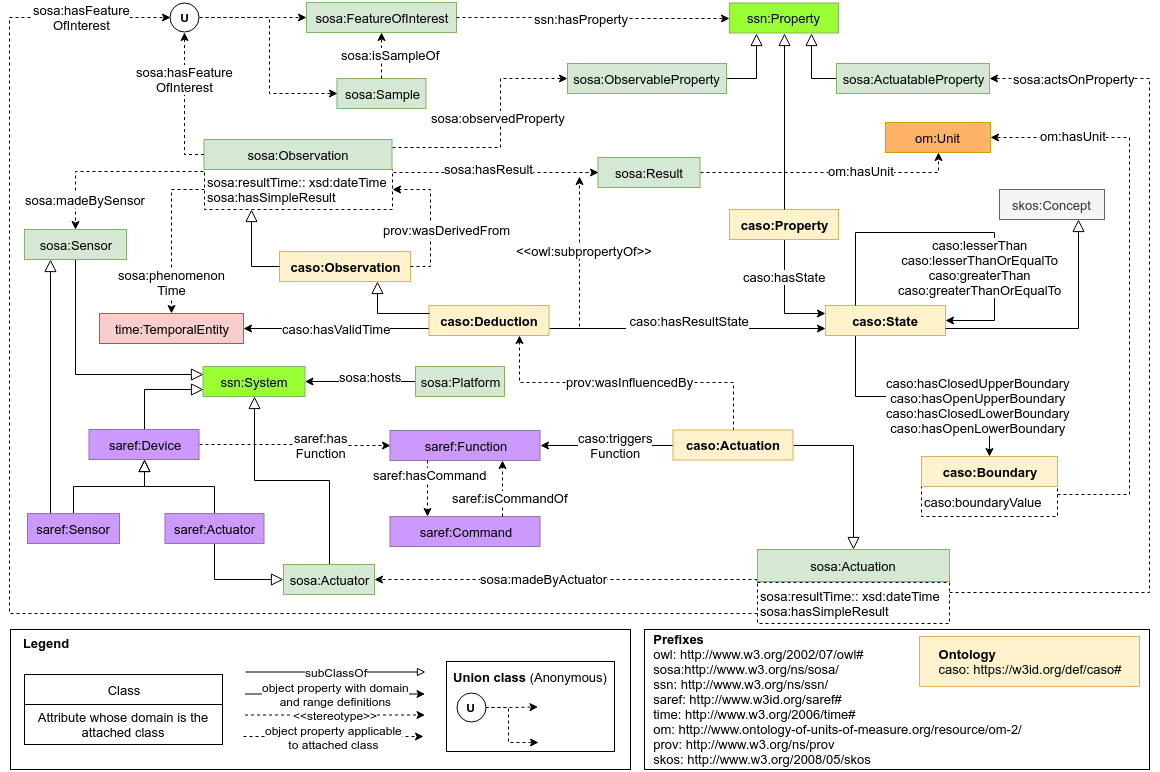 sosa:hasFeature
OfInterest
U
sosa:FeatureOfInterest
ssn:hasProperty
ssn:Property
sosa:isSampleOf
sosa:hasFeature
OfInterest
sosa:Sample
sosa:ObservableProperty
sosa:ActuatableProperty
sosa:actsOnProperty
sosa:observedProperty
om:Unit
om:hasUnit
sosa:Observation
sosa:resultTime:: xsd:dateTime
sosa:hasSimpleResult
sosa:hasResult
sosa:Result
om:hasUnit
sosa:madeBySensor
skos:Concept
sosa:Sensor
prov:wasDerivedFrom
caso:Property
<<owl:subpropertyOf>>
caso:lesserThan
caso:lesserThanOrEqualTo
caso:greaterThan
caso:greaterThanOrEqualTo
caso:Observation
sosa:phenomenon
Time
caso:hasState
time:TemporalEntity
caso:hasValidTime
caso:Deduction
caso:hasResultState
caso:State
ssn:System
sosa:hosts
sosa:Platform
prov:wasInfluencedBy
caso:hasClosedUpperBoundary
caso:hasOpenUpperBoundary
caso:hasClosedLowerBoundary
caso:hasOpenLowerBoundary
saref:Device
saref:has
Function
saref:Function
caso:triggers
Function
caso:Actuation
saref:hasCommand
saref:isCommandOf
caso:Boundary
caso:boundaryValue
saref:Sensor
saref:Actuator
saref:Command
sosa:Actuator
sosa:madeByActuator
sosa:Actuation
sosa:resultTime:: xsd:dateTime
sosa:hasSimpleResult
Legend
Class
Attribute whose domain is the
attached class
subClassOf
object property with domain
and range definitions
<<stereotype>>
object property applicable
to attached class
Union class (Anonymous)
U
Prefixes
owl: http://www.w3.org/2002/07/owl#
sosa:http://www.w3.org/ns/sosa/
ssn: http://www.w3.org/ns/ssn/
saref: http://www.w3id.org/saref#
time: http://www.w3.org/2006/time#
om: http://www.ontology-of-units-of-measure.org/resource/om-2/
prov: http://www.w3.org/ns/prov
skos: http://www.w3.org/2008/05/skos
Ontology
caso: https://w3id.org/def/caso#